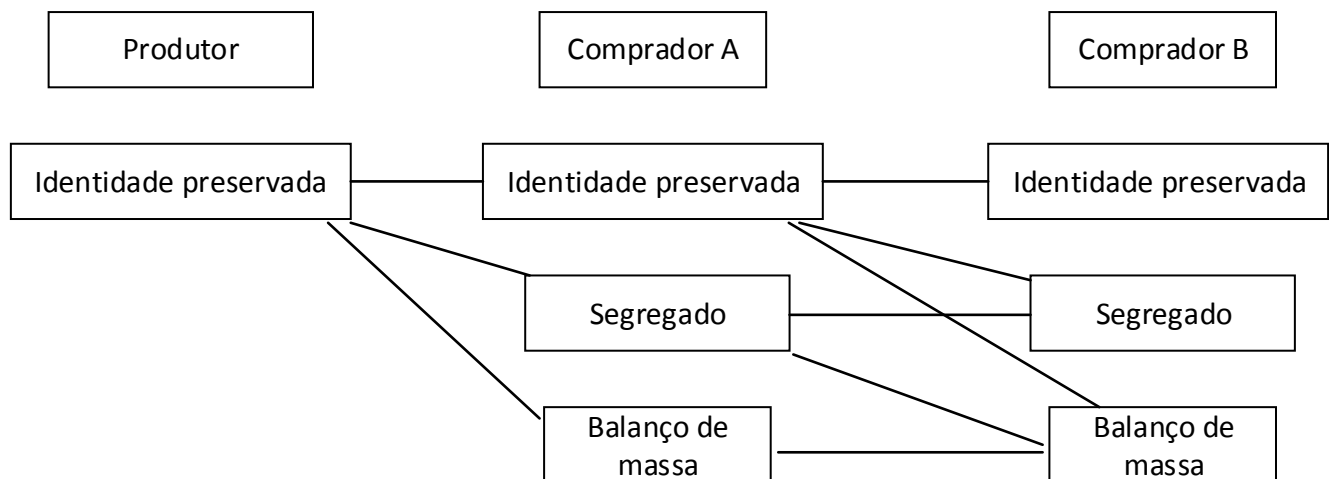 Produtor
Comprador A
Comprador B
Identidade preservada
Identidade preservada
Identidade preservada
Segregado
Segregado
Balanço de
massa
Balanço de
massa